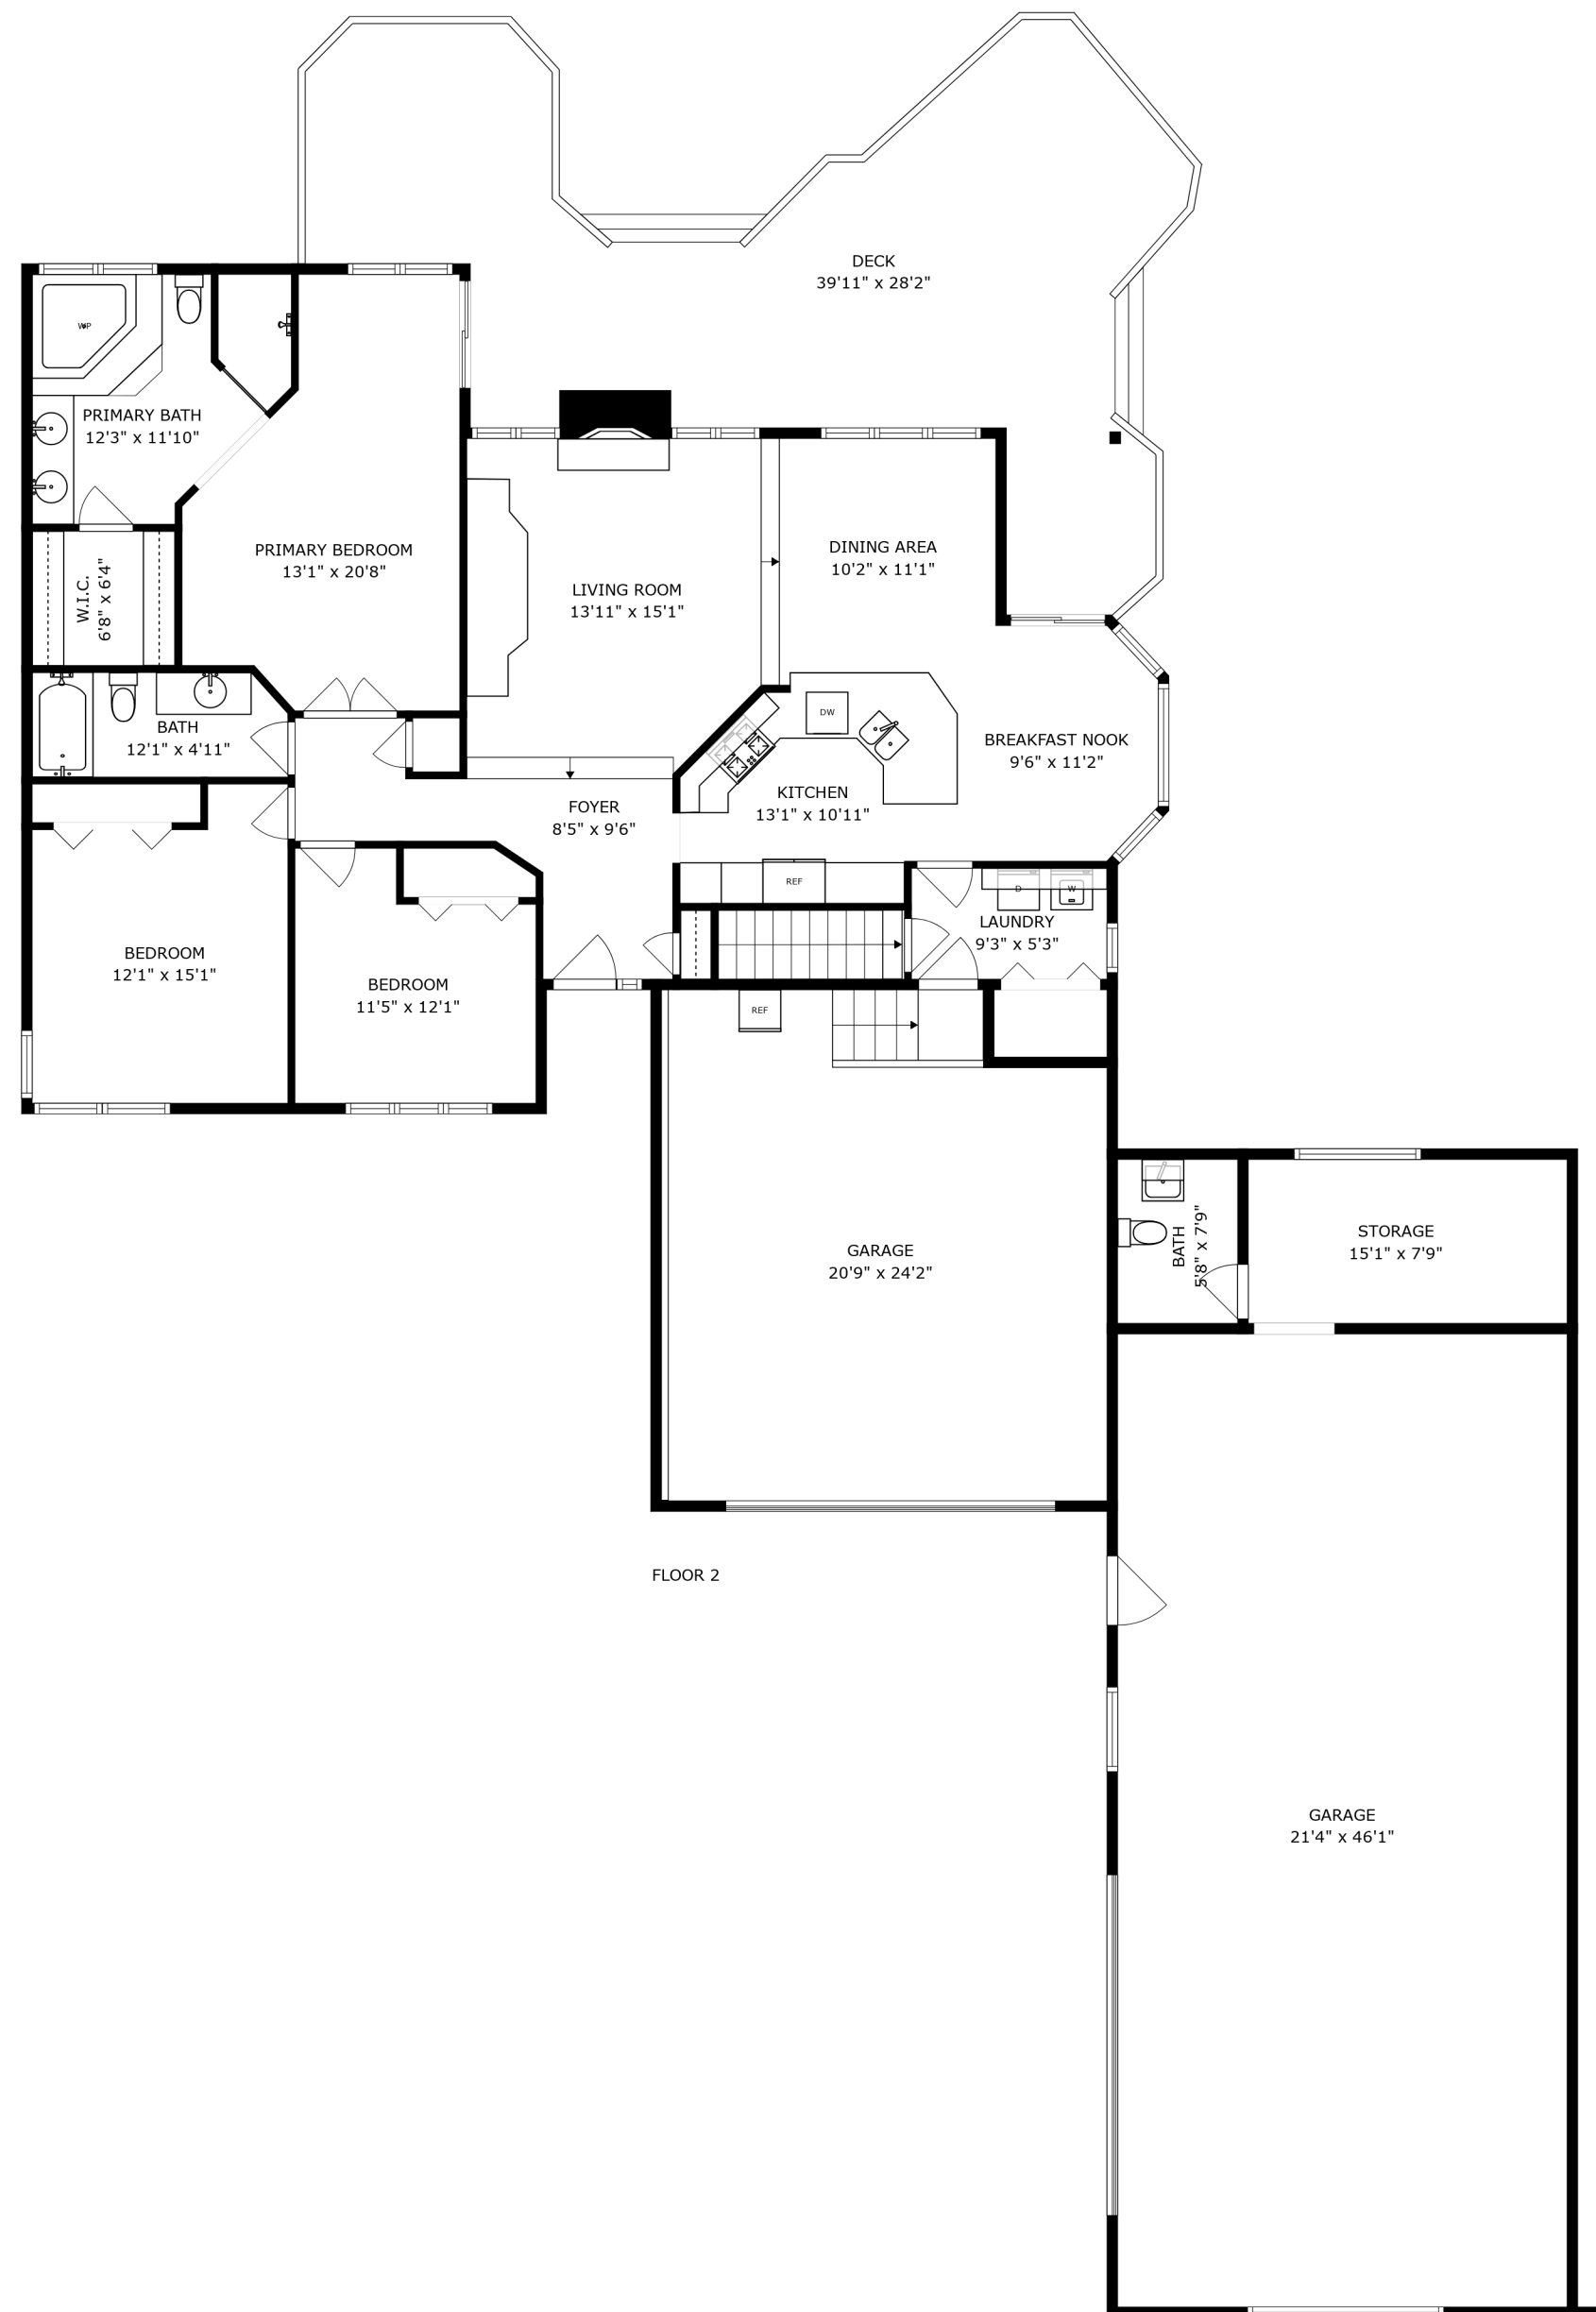 DECK
39'11" x 28'2"
WP
PRIMARY BATH
12'3" x 11'10"
PRIMARY BEDROOM
13'1" x 20'8"
W.I.C.
6'8" x 6'4"
LIVING ROOM
13'11" x 15'1"
DINING AREA
10'2" x 11'1"
BATH
12'1" x 4'11"
DW
BREAKFAST NOOK
9'6" x 11'2"
KITCHEN
13'1" x 10'11"
FOYER
8'5" x 9'6"
REF
D
W
LAUNDRY
9'3" x 5'3"
BEDROOM
12'1" x 15'1"
BEDROOM
11'5" x 12'1"
REF
GARAGE
20'9" x 24'2"
BATH
5'8" x 7'9"
STORAGE
15'1" x 7'9"
FLOOR 2
GARAGE
21'4" x 46'1"